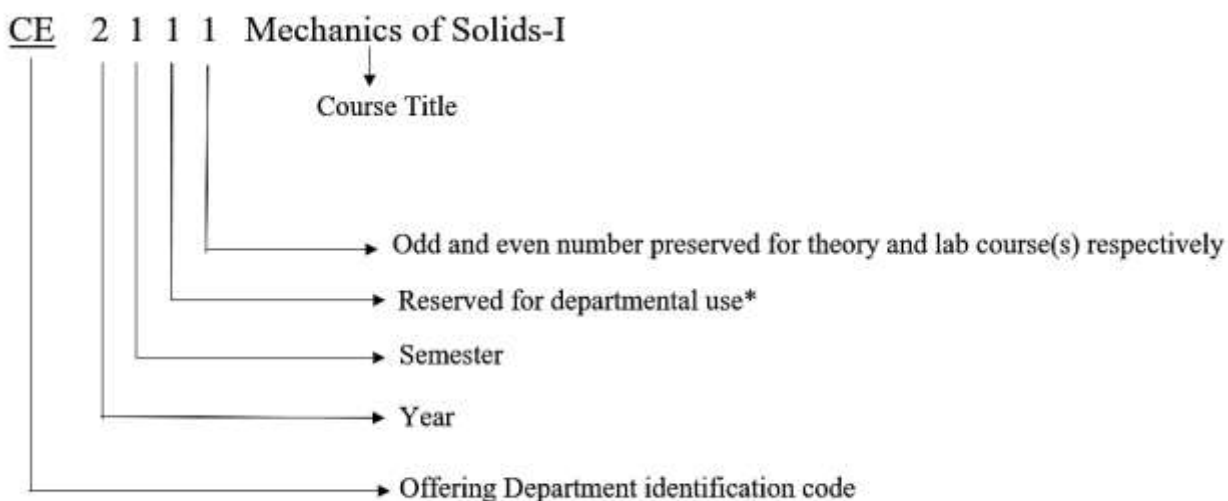 CE 2 1 1 1 Mechanics of Solids-I
Course Title
Odd and even number preserved for theory and lab course(s) respectively
Reserved for departmental use*
Semester
Year
Offering Department identification code